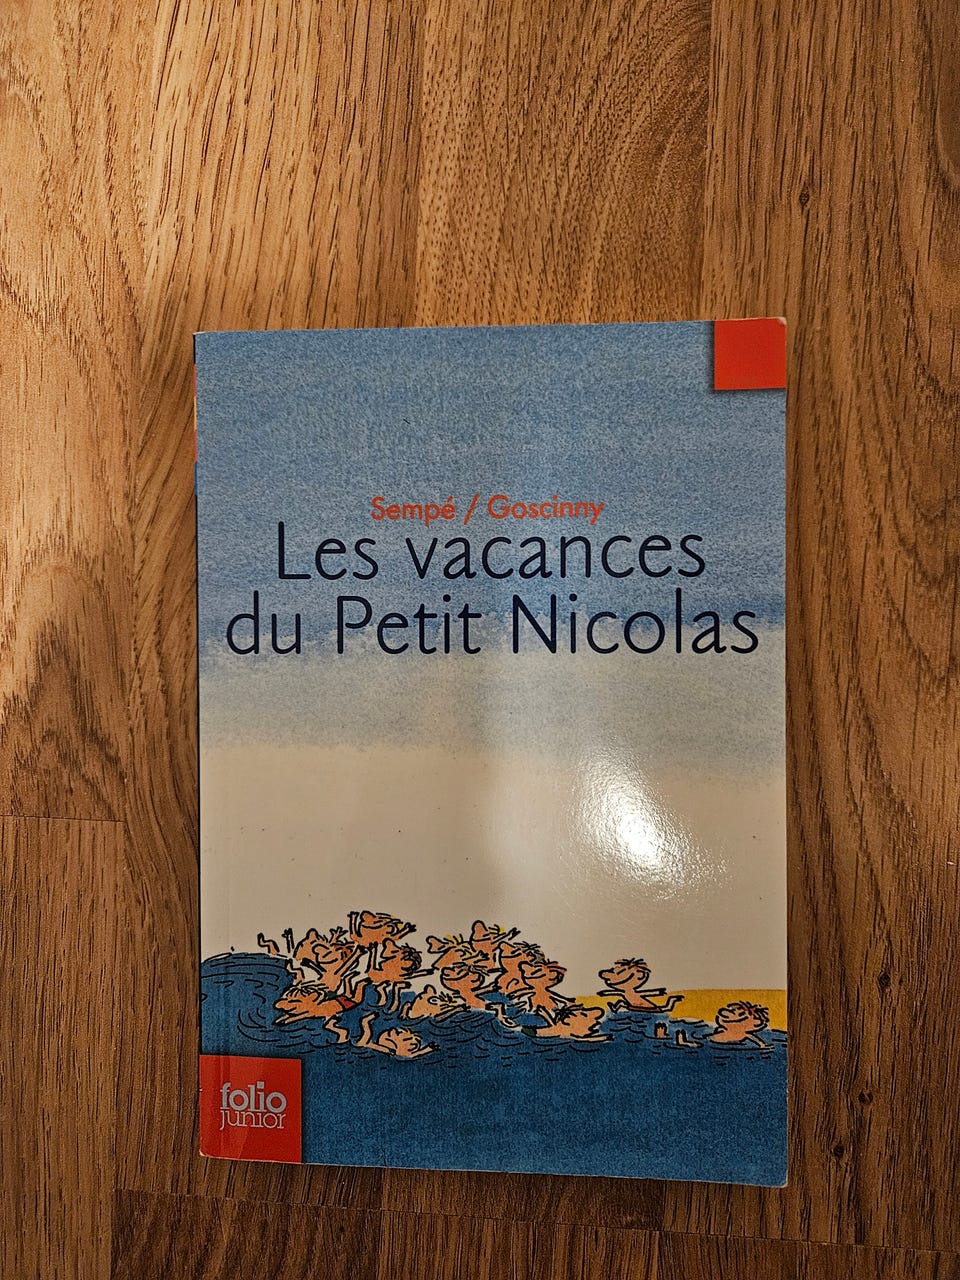 Sempé / Goscinny
Les vacances
du Petit Nicolas
folio
junior